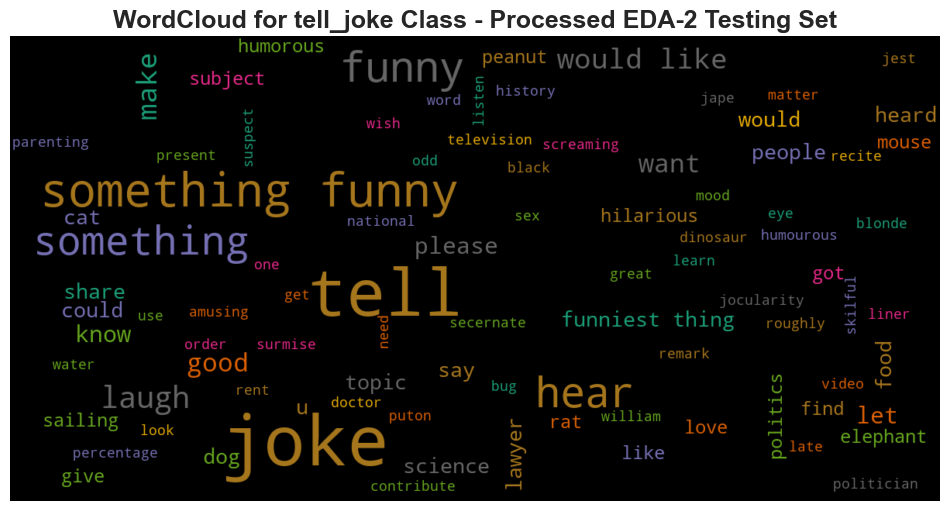 WordCloud for tell_joke Class - Processed EDA-2 Testing Set
humorous
funny
peanut
would like
jest
make
subject
word
listen
history
jape
matter
heard
parenting
suspect
wish
television
screaming
would
mouse
present
odd
black
want
people
recite
something funny
mood
cat
national
sex
hilarious
eye
blonde
something
please
dinosaur
humourous
one
tell
great
learn
got
share
get
jocularity
skilful
could
use
amusing
need
secernate
funniest thing
roughly
liner
know
order
surmise
remark
water
good
topic
say
food
laugh
rent
bug
hear
politics
video
sailing
u
doctor
puton
william
find
let
look
joke
lawyer
rat
love
late
elephant
percentage
dog
science
like
give
contribute
politician